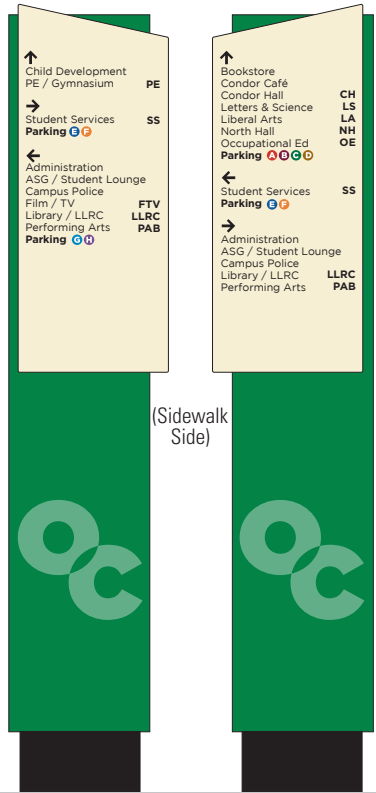 ↑
Child Development
PE / Gymnasium PE
→
Student Services SS
Parking E F
←
Administration
ASG / Student Lounge
Campus Police
Film / TV FTV
Library / LLRC LLRC
Performing Arts PAB
Parking G H
↑
Bookstore
Condor Café
Condor Hall CH
Letters & Science LS
Liberal Arts LA
North Hall NH
Occupational Ed OE
Parking A B C D
←
Student Services SS
Parking E F
→
Administration
ASG / Student Lounge
Campus Police
Library / LLRC LLRC
Performing Arts PAB
(Sidewalk
Side)
OC
OC